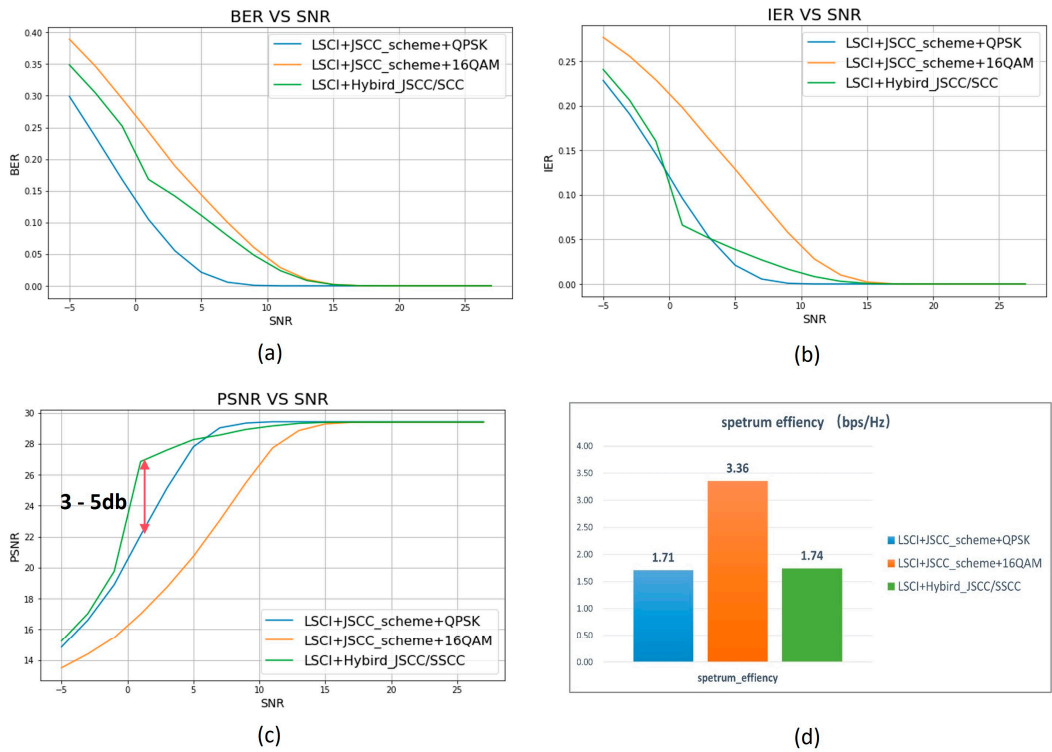 BER VS SNR
0.40
0.35
0.30
0.25
0.20
0.15
0.10
0.05
0.00
BER
−5
0
5
10
15
20
25
SNR
LSCI+JSCC_scheme+QPSK
LSCI+JSCC_scheme+16QAM
LSCI+Hybird_JSCC/SCC
(a)
IER VS SNR
0.25
0.20
0.15
0.10
0.05
0.00
IER
−5
0
5
10
15
20
25
SNR
LSCI+JSCC_scheme+QPSK
LSCI+JSCC_scheme+16QAM
LSCI+Hybird_JSCC/SCC
(b)
PSNR VS SNR
30
28
26
24
22
20
18
16
14
PSNR
3 - 5db
−5
0
5
10
15
20
25
SNR
LSCI+JSCC_scheme+QPSK
LSCI+JSCC_scheme+16QAM
LSCI+Hybird_JSCC/SSCC
(c)
spetrum effiency （bps/Hz）
4.00
3.50
3.00
2.50
2.00
1.50
1.00
0.50
0.00
1.71
3.36
1.74
spetrum_effiency
LSCI+JSCC_scheme+QPSK
LSCI+JSCC_scheme+16QAM
LSCI+Hybird_JSCC/SSCC
(d)